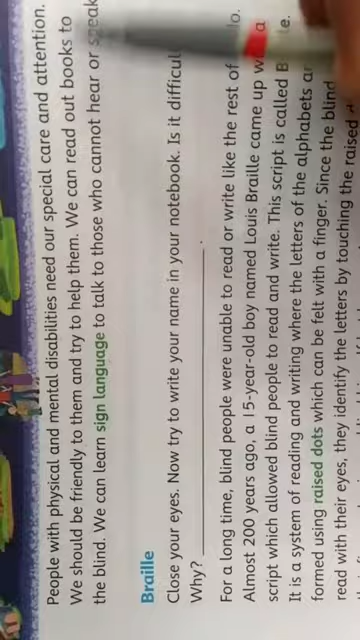 People with physical and mental disabilities need our special care and attention.
We should be friendly to them and try to help them. We can read out books to
the blind. We can learn sign language to talk to those who cannot hear or speak
Braille
Close your eyes. Now try to write your name in your notebook. Is it
Why? .
For a long time, blind people were unable to read or write like the rest of
Almost 200 years ago, a 15-year-old boy named Louis Braille came up a
script which allowed blind people to read and write. This script is called
It is a system of reading and writing where the letters of the alphabets
formed using raised dots which can be felt with a finger. Since the blind
read with their eyes, they identify the letters by touching the raised